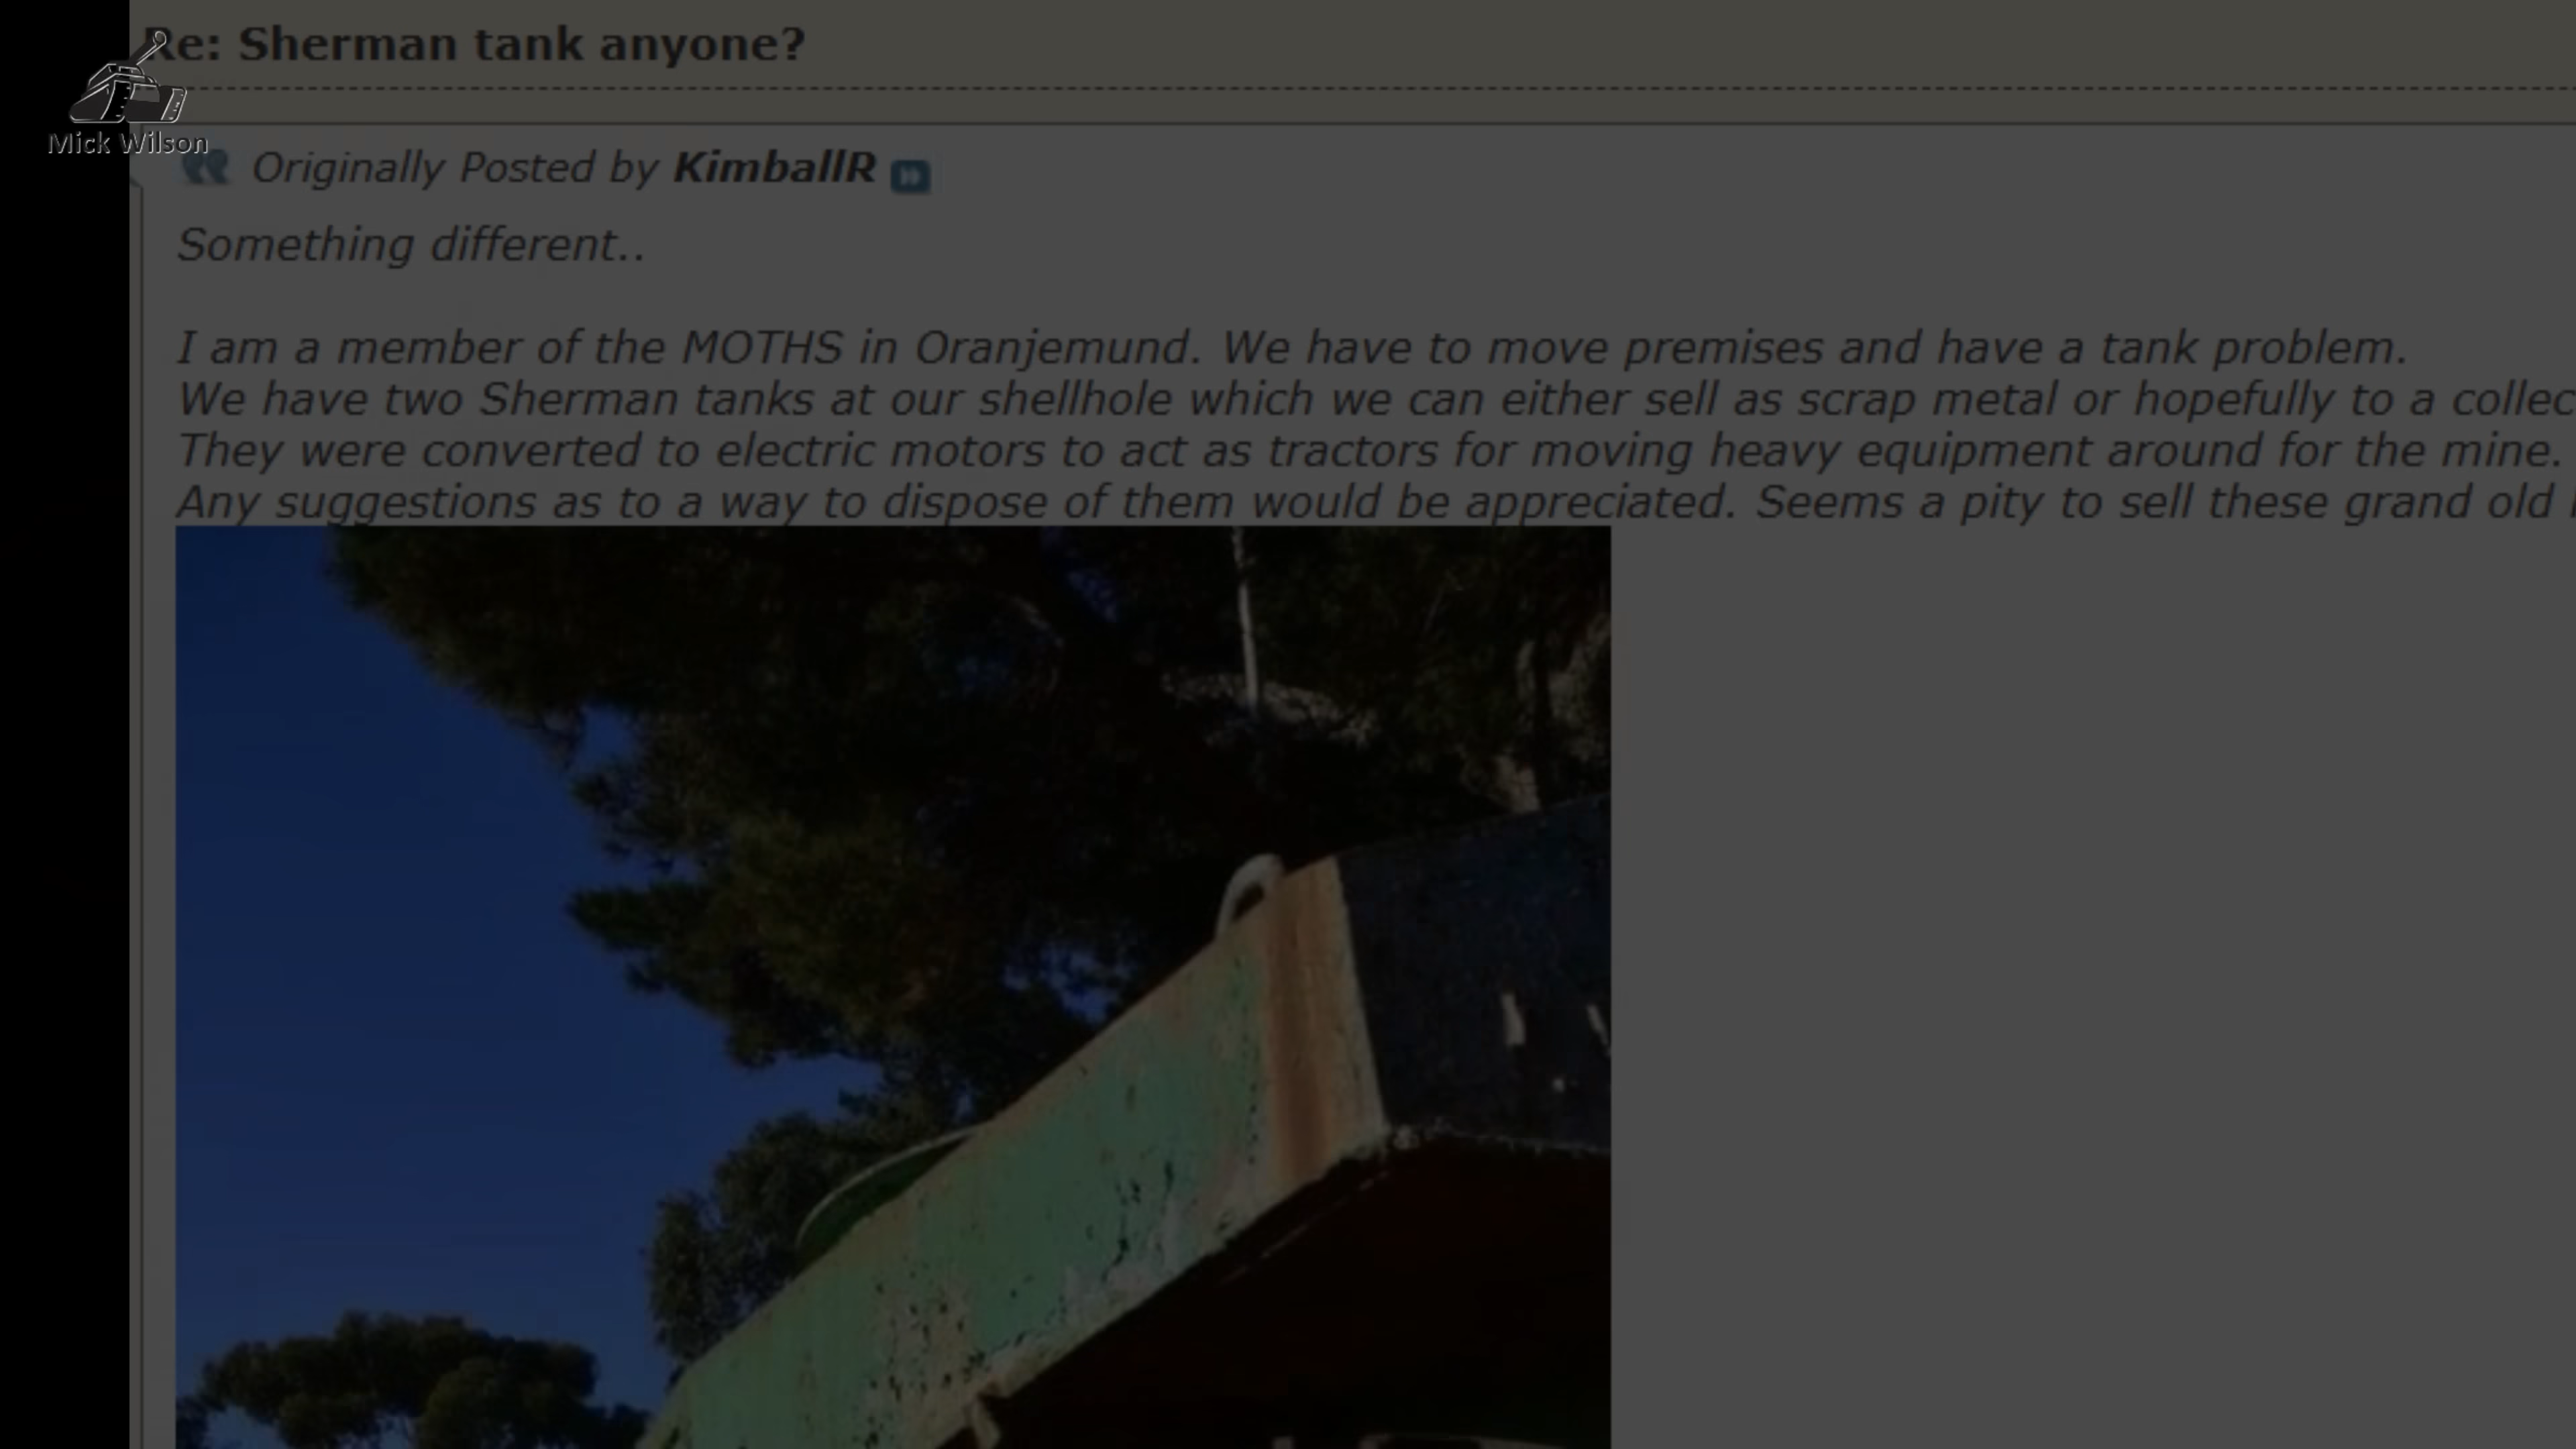 Re: Sherman tank anyone?
Mick Wilson
Originally Posted by KimballR
Something different..
I am a member of the MOTHS in Oranjemund. We have to move premises and have a tank problem.
We have two Sherman tanks at our shellhole which we can either sell as scrap metal or hopefully to a collec
They were converted to electric motors to act as tractors for moving heavy equipment around for the mine.
Any suggestions as to a way to dispose of them would be appreciated. Seems a pity to sell these grand old